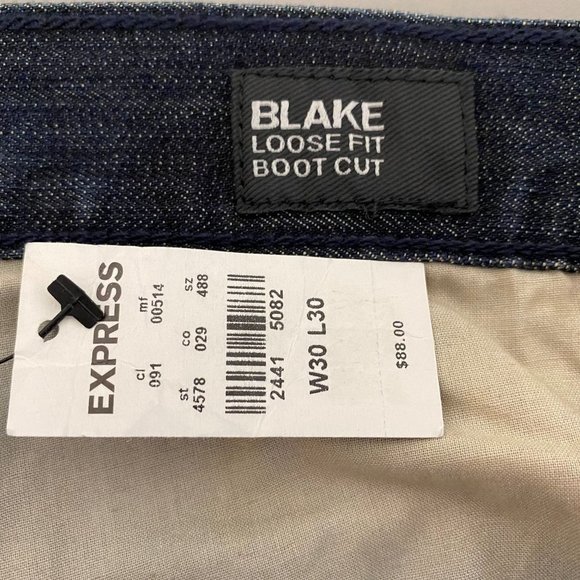 BLAKE
LOOSE FIT
BOOT CUT
EXPRESS
cl mf
091 00514
st co sz
4578 029 488
2441 5082
W30 L30
$88.00